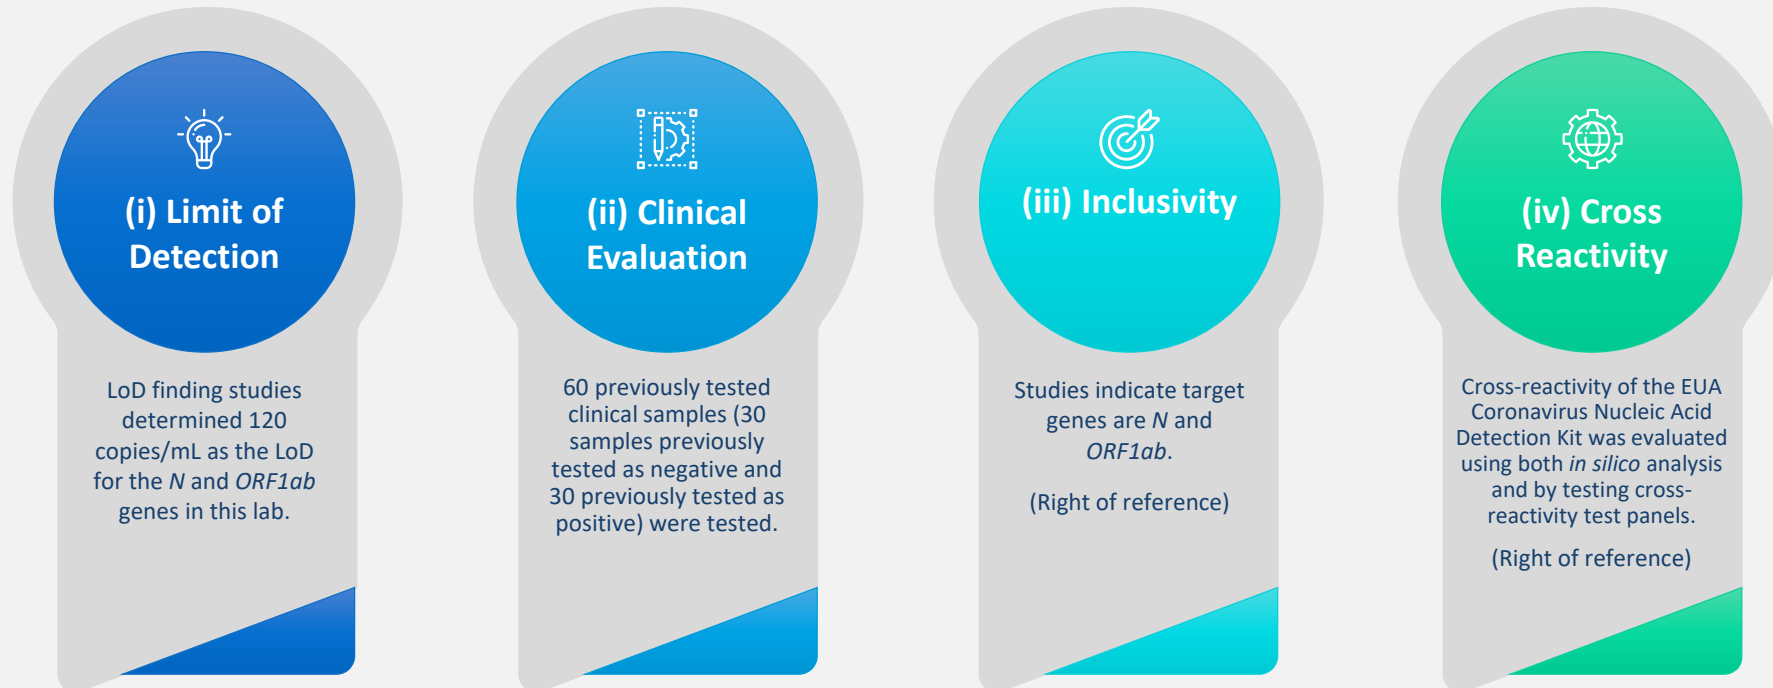 (i) Limit of
Detection
LoD finding studies
determined 120
copies/mL as the LoD
for the N and ORF1ab
genes in this lab.
(ii) Clinical
Evaluation
60 previously tested
clinical samples (30
samples previously
tested as negative and
30 previously tested as
positive) were tested.
(iii) Inclusivity
Studies indicate target
genes are N and
ORF1ab.
(Right of reference)
(iv) Cross
Reactivity
Cross-reactivity of the EUA
Coronavirus Nucleic Acid
Detection Kit was evaluated
using both in silico analysis
and by testing cross-
reactivity test panels.
(Right of reference)